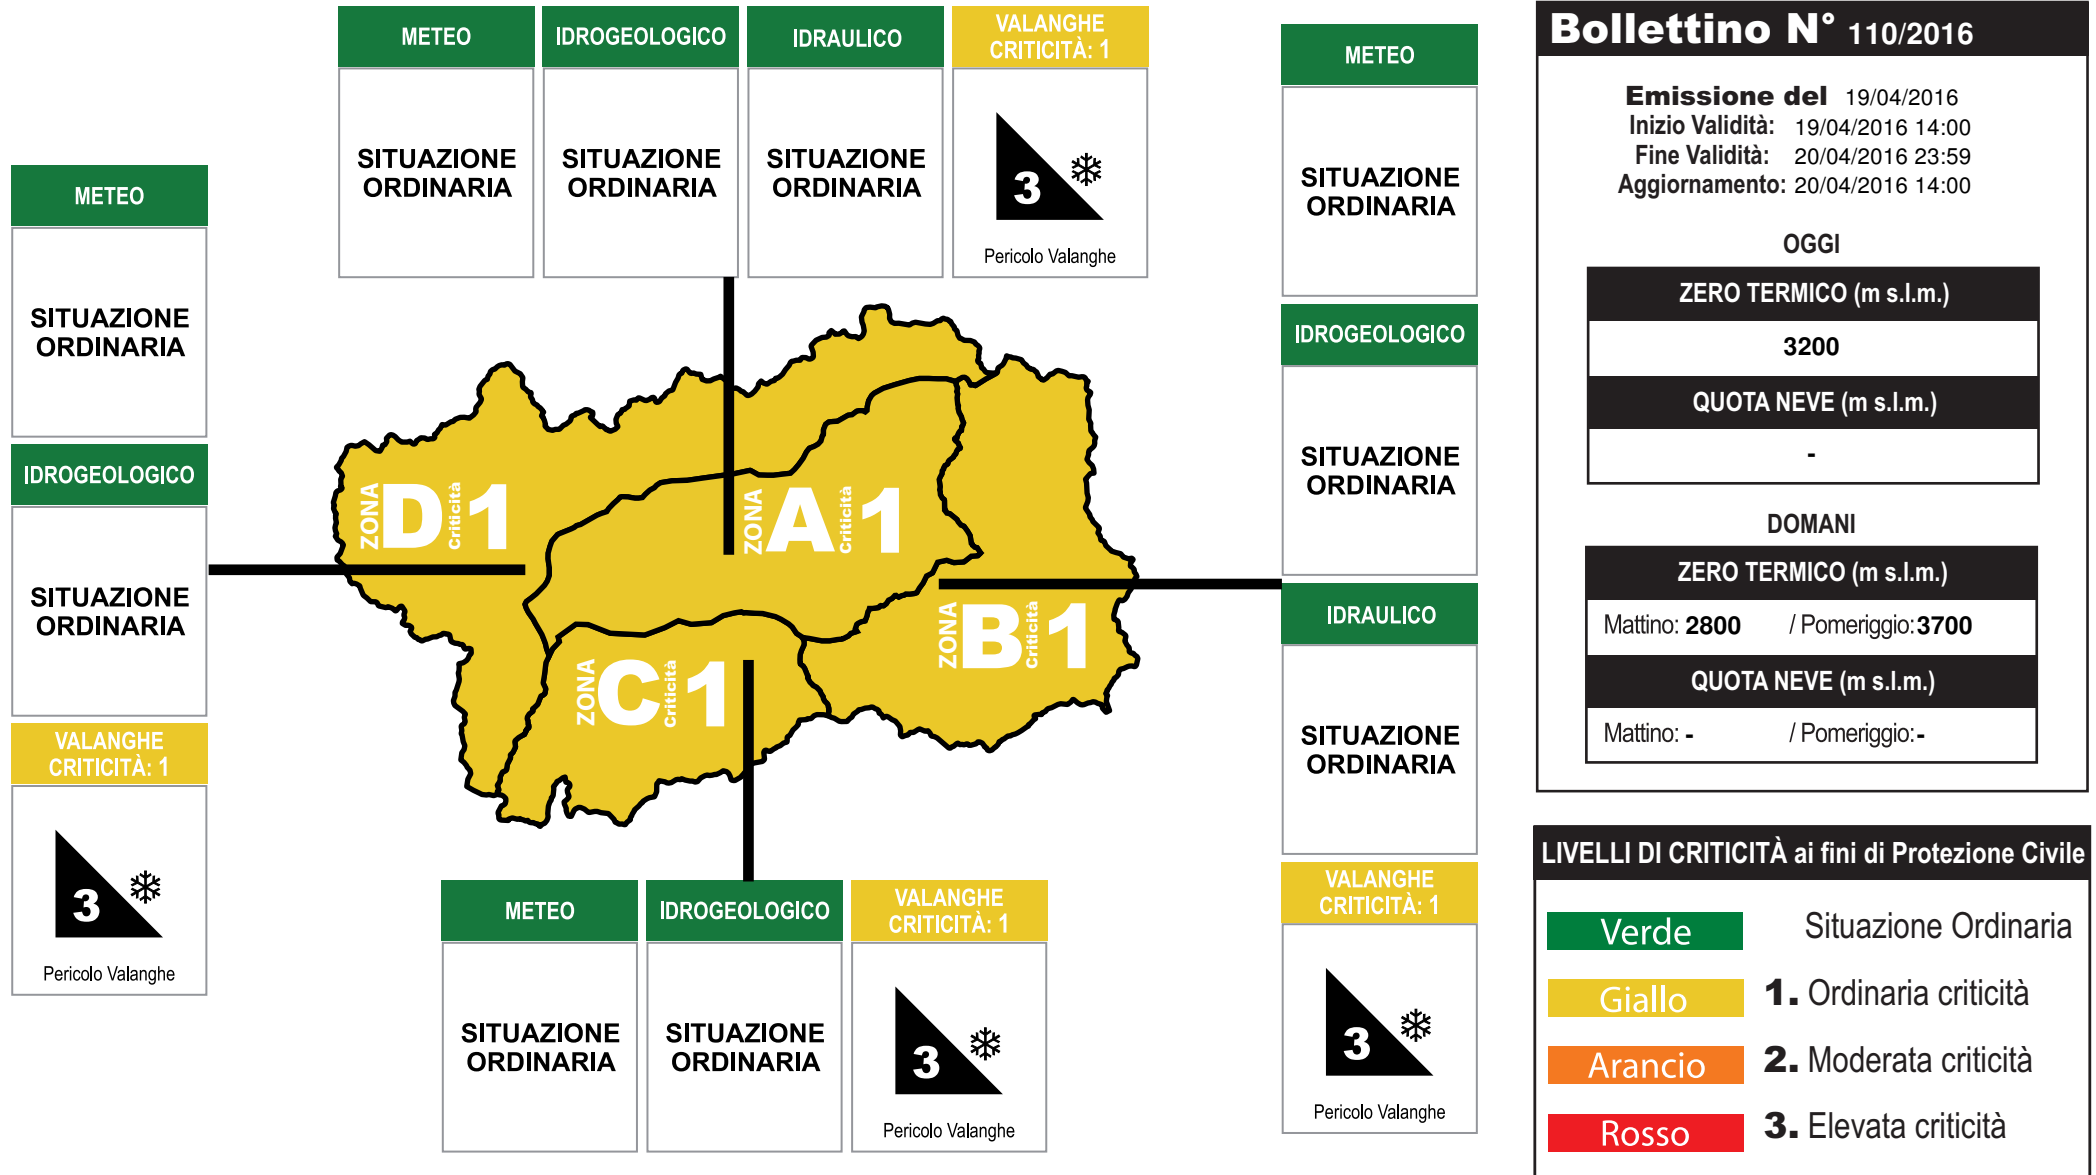 METEO
SITUAZIONE
ORDINARIA
IDROGEOLOGICO
SITUAZIONE
ORDINARIA
IDRAULICO
SITUAZIONE
ORDINARIA
VALANGHE
CRITICITÀ: 1
3
Pericolo Valanghe
METEO
SITUAZIONE
ORDINARIA
IDROGEOLOGICO
SITUAZIONE
ORDINARIA
VALANGHE
CRITICITÀ: 1
3
Pericolo Valanghe
ZONA D Criticità 1
ZONA A Criticità 1
ZONA B Criticità 1
ZONA C Criticità 1
METEO
SITUAZIONE
ORDINARIA
IDROGEOLOGICO
SITUAZIONE
ORDINARIA
VALANGHE
CRITICITÀ: 1
3
Pericolo Valanghe
METEO
SITUAZIONE
ORDINARIA
IDROGEOLOGICO
SITUAZIONE
ORDINARIA
IDRAULICO
SITUAZIONE
ORDINARIA
VALANGHE
CRITICITÀ: 1
3
Pericolo Valanghe
Bollettino N° 110/2016
Emissione del 19/04/2016
Inizio Validità: 19/04/2016 14:00
Fine Validità: 20/04/2016 23:59
Aggiornamento: 20/04/2016 14:00
OGGI
ZERO TERMICO (m s.l.m.)
3200
QUOTA NEVE (m s.l.m.)
-
DOMANI
ZERO TERMICO (m s.l.m.)
Mattino: 2800 / Pomeriggio: 3700
QUOTA NEVE (m s.l.m.)
Mattino: - / Pomeriggio: -
LIVELLI DI CRITICITÀ ai fini di Protezione Civile
Verde Situazione Ordinaria
Giallo 1. Ordinaria criticità
Arancio 2. Moderata criticità
Rosso 3. Elevata criticità